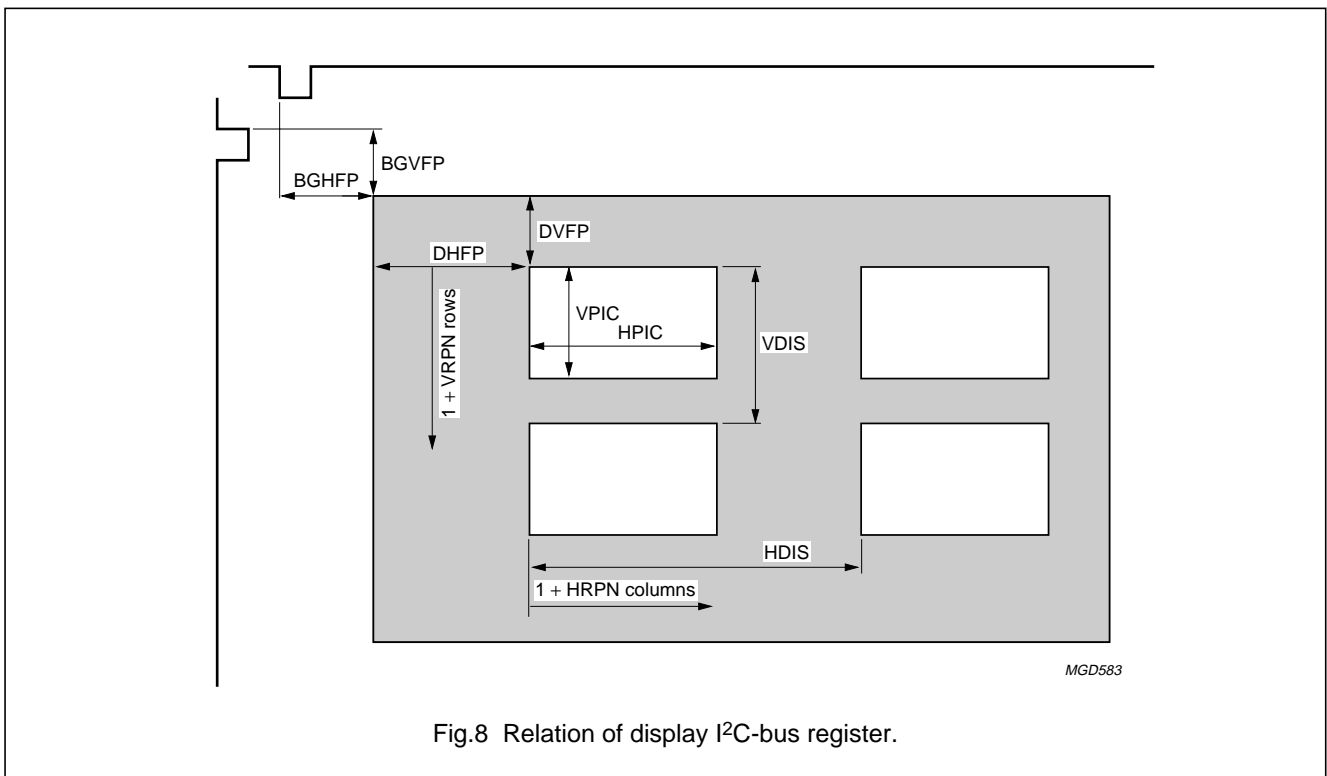 BGVFP
BGHFP
DVFP
DHFP
1 + VRPN rows
VPIC
HPIC
VDIS
HDIS
1 + HRPN columns
MGD583
Fig.8 Relation of display I²C-bus register.